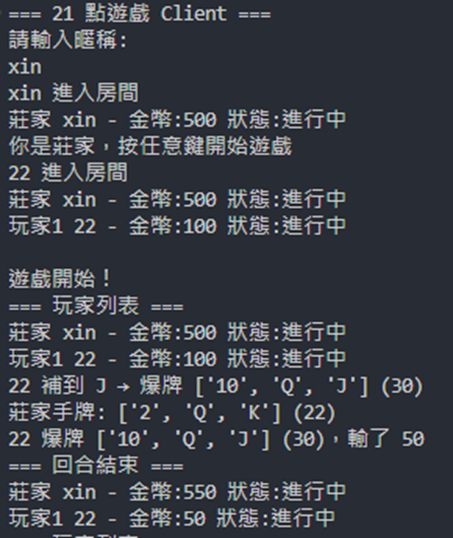 === 21 點遊戲 Client ===
請輸入暱稱:
xin
xin 進入房間
莊家 xin - 金幣:500 狀態:進行中
你是莊家，按任意鍵開始遊戲
22 進入房間
莊家 xin - 金幣:500 狀態:進行中
玩家1 22 - 金幣:100 狀態:進行中
遊戲開始！
=== 玩家列表 ===
莊家 xin - 金幣:500 狀態:進行中
玩家1 22 - 金幣:100 狀態:進行中
22 補到 J → 爆牌 ['10', 'Q', 'J'] (30)
莊家手牌: ['2', 'Q', 'K'] (22)
22 爆牌 ['10', 'Q', 'J'] (30)，輸了 50
=== 回合結束 ===
莊家 xin - 金幣:550 狀態:進行中
玩家1 22 - 金幣:50 狀態:進行中